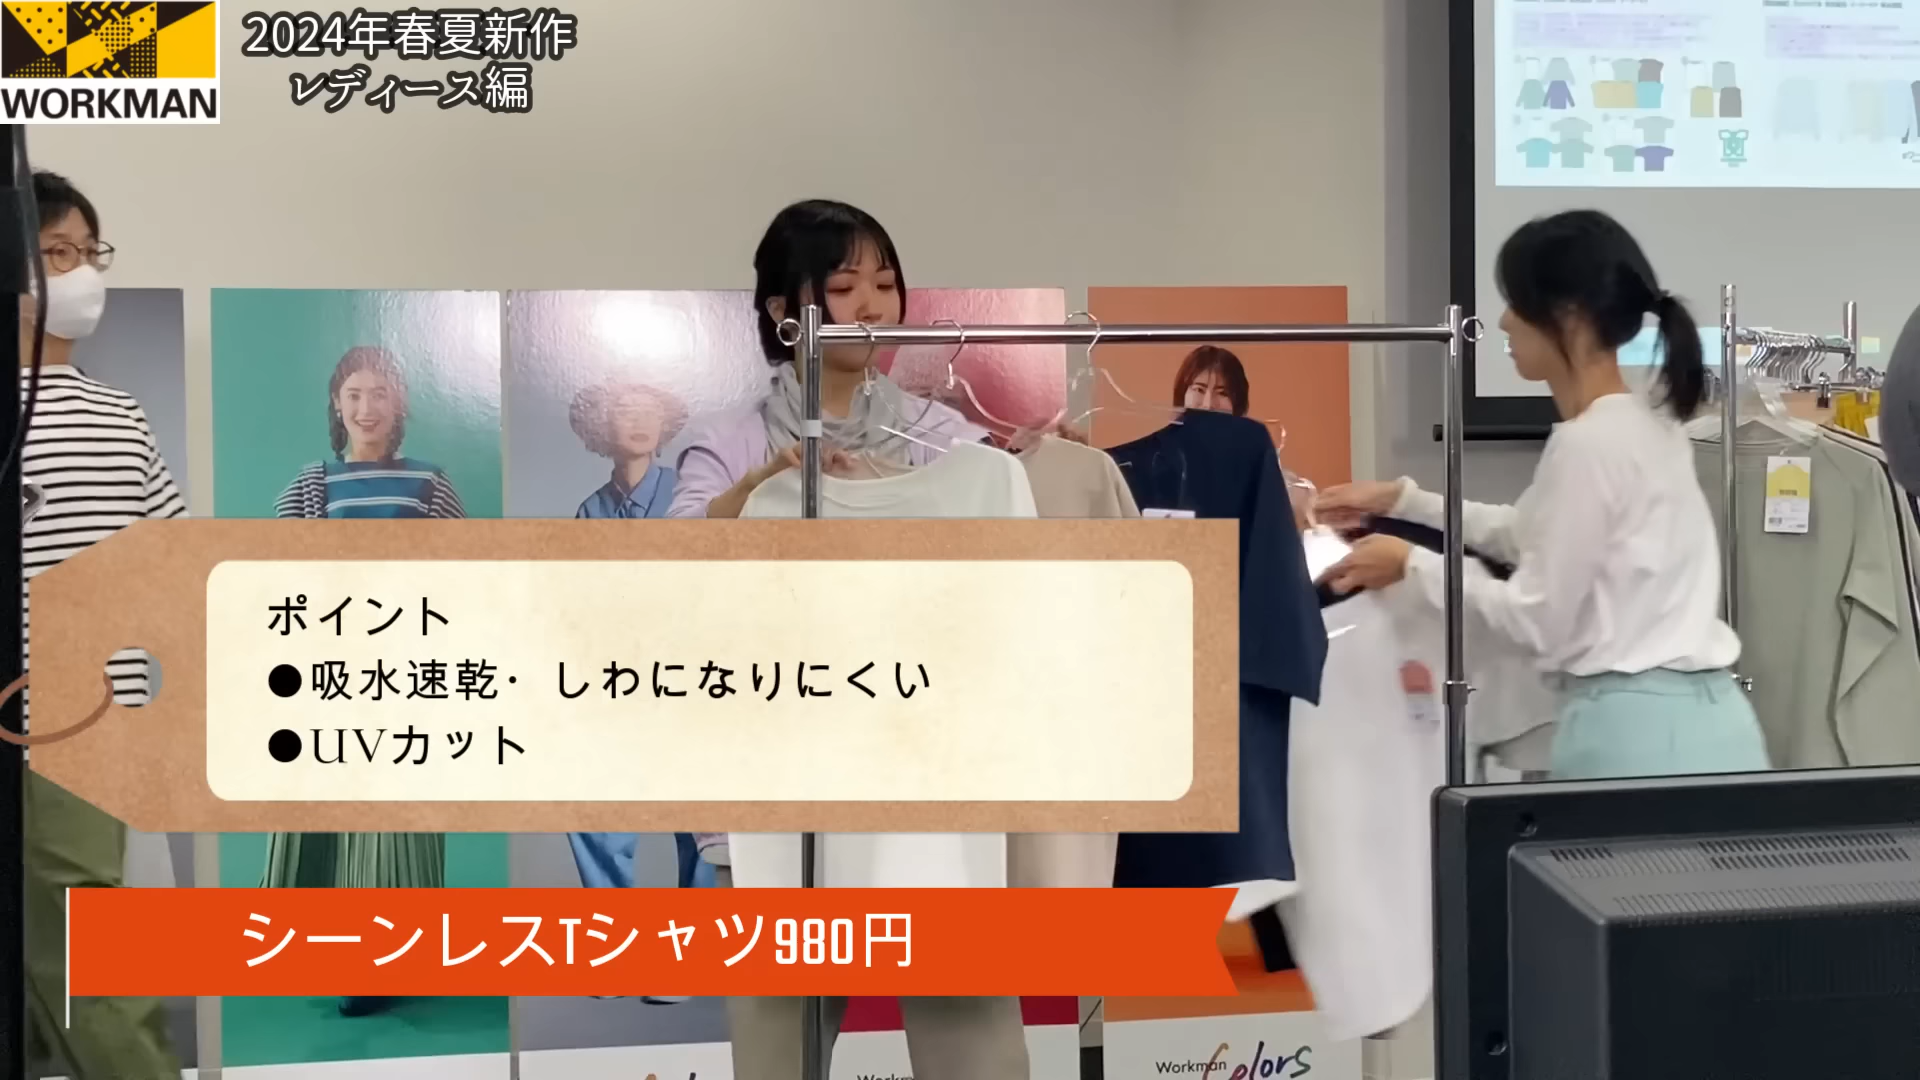 WORKMAN
2024年春夏新作
レディース編
ポイント
●吸水速乾・しわになりにくい
●UVカット
シーンレスTシャツ980円
Workman Colors